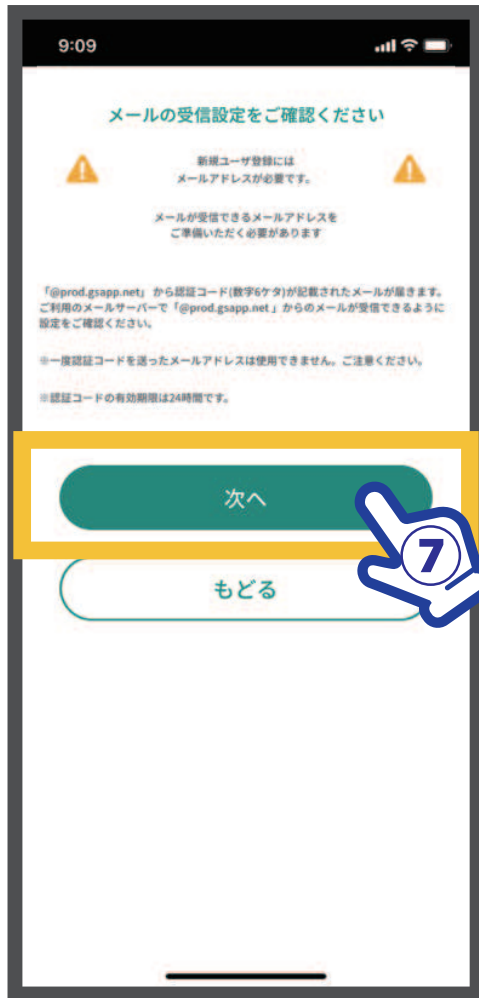 9:09
メールの受信設定をご確認ください
新規ユーザ登録には
メールアドレスが必要です。
メールが受信できるメールアドレスを
ご準備いただく必要があります
「@prod.gsapp.net」 から認証コード(数字6ケタ)が記載されたメールが届きます。
ご利用のメールサーバーで「@prod.gsapp.net 」からのメールが受信できるように
設定をご確認ください。
※一度認証コードを送ったメールアドレスは使用できません。ご注意ください。
※認証コードの有効期限は24時間です。
次へ
⑦
もどる